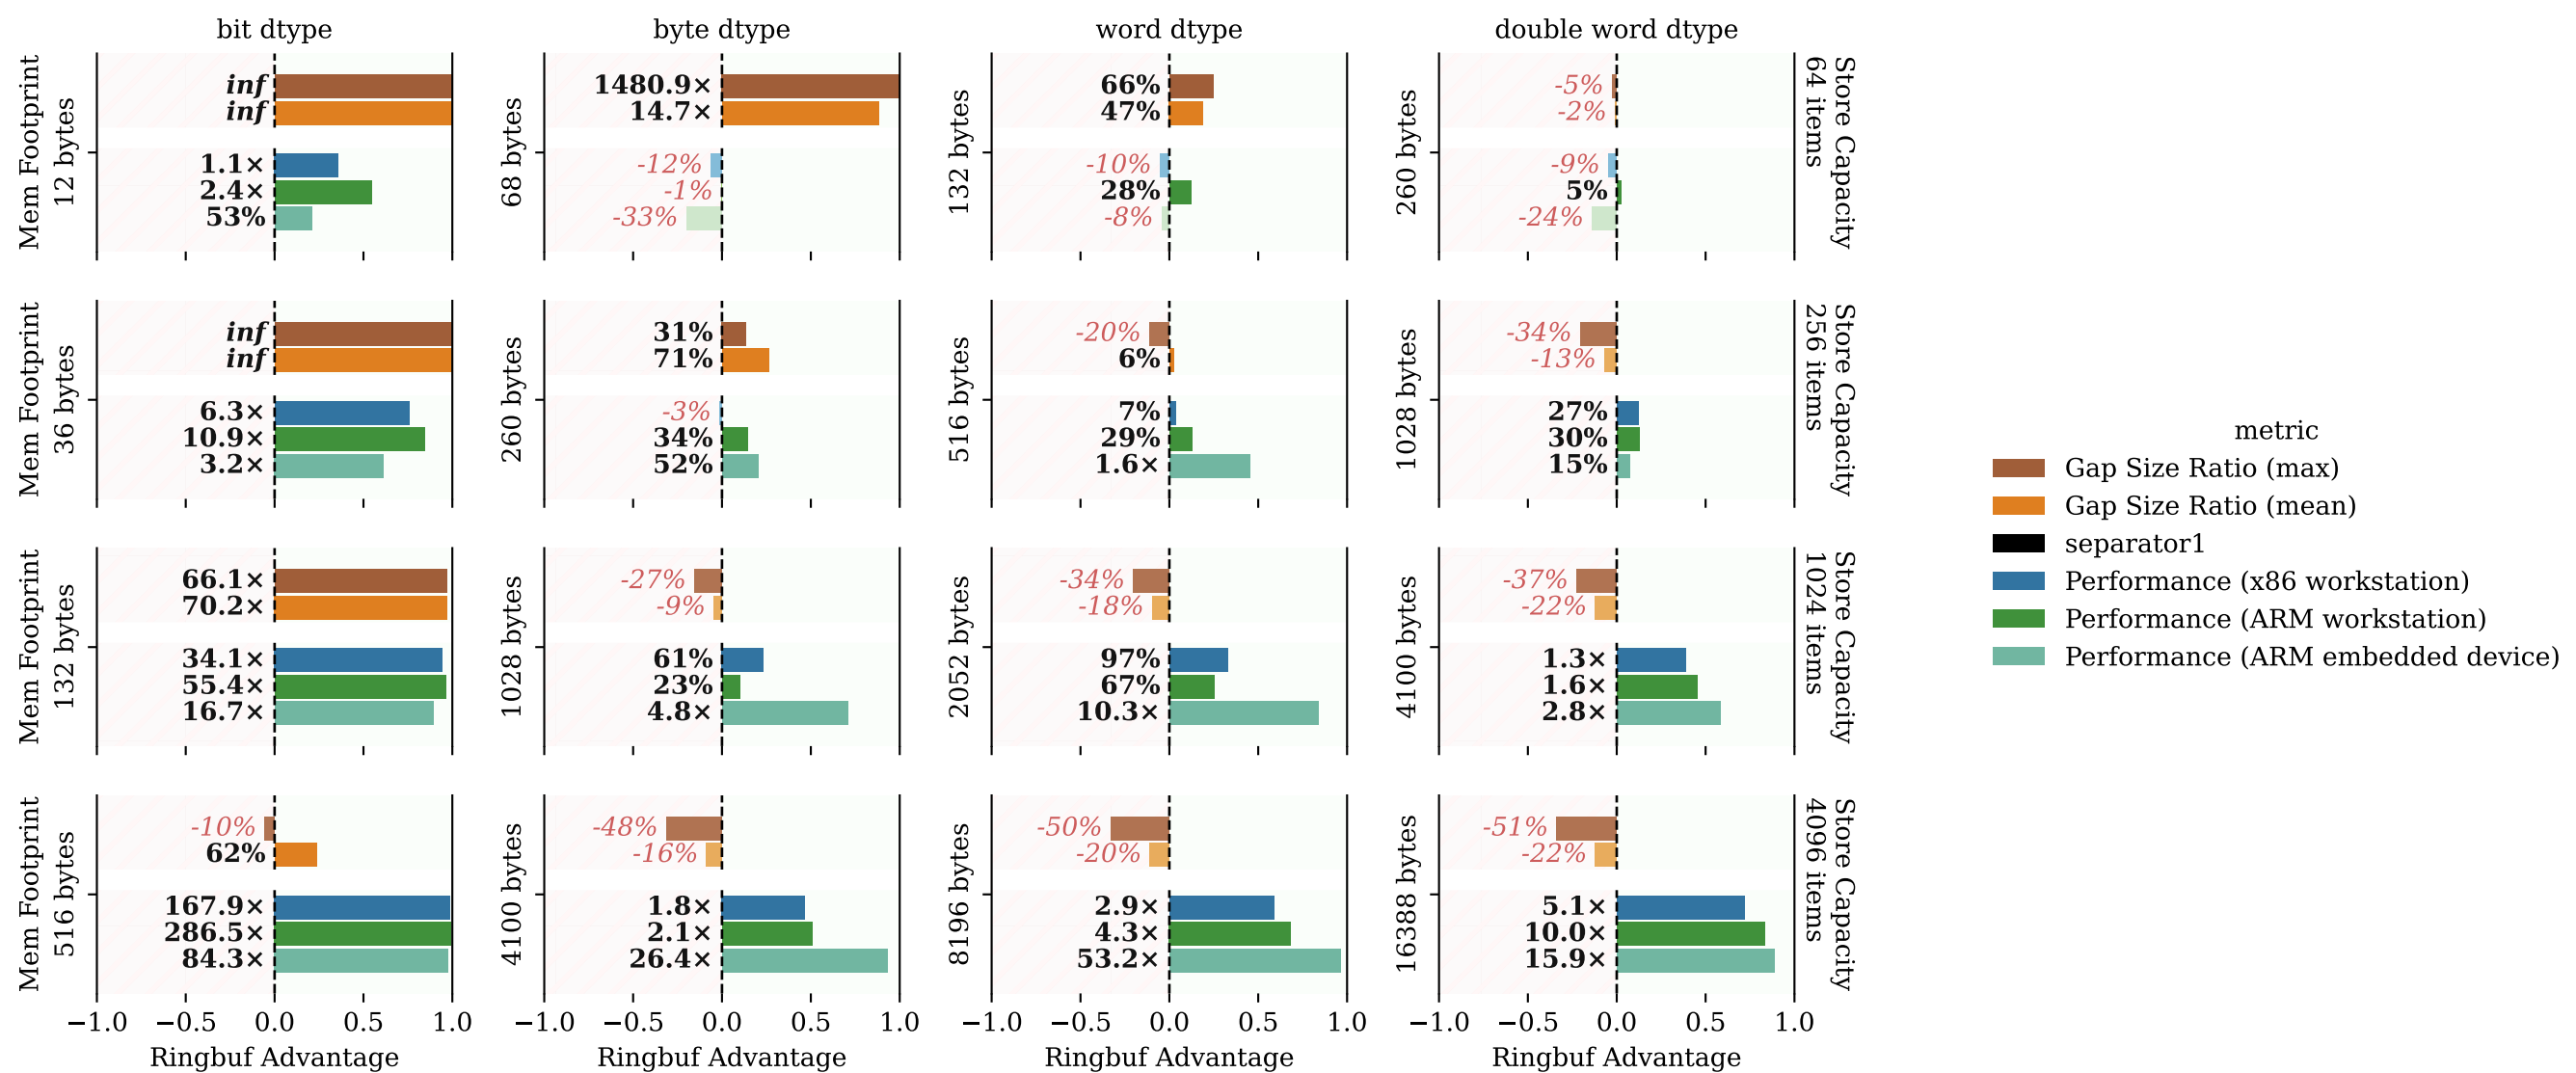 bit dtype
byte dtype
word dtype
double word dtype
Mem Footprint
12 bytes
inf
inf
1.1×
2.4×
53%
68 bytes
1480.9×
14.7×
-12%
-1%
-33%
132 bytes
66%
47%
-10%
28%
-8%
260 bytes
-5%
-2%
-9%
5%
-24%
Store Capacity
64 items
Mem Footprint
36 bytes
inf
inf
6.3×
10.9×
3.2×
260 bytes
31%
71%
-3%
34%
52%
516 bytes
-20%
6%
7%
29%
1.6×
1028 bytes
-34%
-13%
27%
30%
15%
Store Capacity
256 items
Mem Footprint
132 bytes
66.1×
70.2×
34.1×
55.4×
16.7×
1028 bytes
-27%
-9%
61%
23%
4.8×
2052 bytes
-34%
-18%
97%
67%
10.3×
4100 bytes
-37%
-22%
1.3×
1.6×
2.8×
Store Capacity
1024 items
Mem Footprint
516 bytes
-10%
62%
167.9×
286.5×
84.3×
4100 bytes
-48%
-16%
1.8×
2.1×
26.4×
8196 bytes
-50%
-20%
2.9×
4.3×
53.2×
16388 bytes
-51%
-22%
5.1×
10.0×
15.9×
Store Capacity
4096 items
−1.0 −0.5 0.0 0.5 1.0
Ringbuf Advantage
−1.0 −0.5 0.0 0.5 1.0
Ringbuf Advantage
−1.0 −0.5 0.0 0.5 1.0
Ringbuf Advantage
−1.0 −0.5 0.0 0.5 1.0
Ringbuf Advantage
metric
Gap Size Ratio (max)
Gap Size Ratio (mean)
separator1
Performance (x86 workstation)
Performance (ARM workstation)
Performance (ARM embedded device)